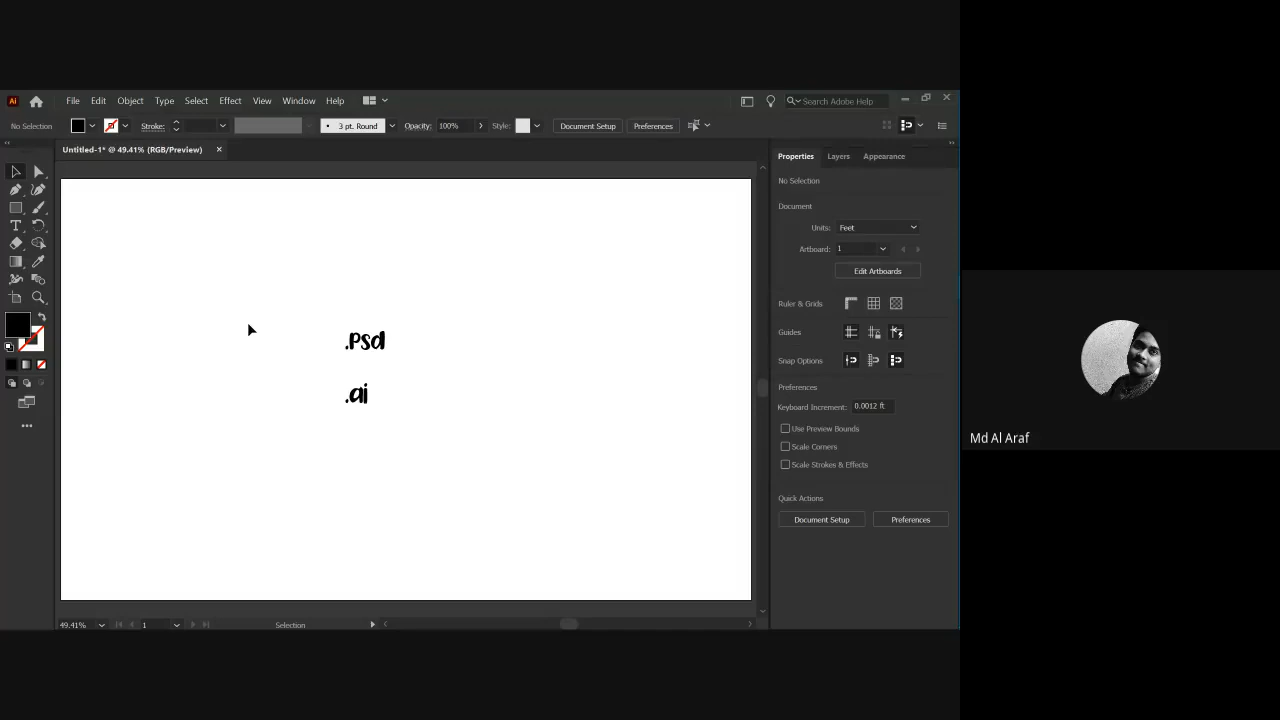 Ai File Edit Object Type Select Effect View Window Help Search Adobe Help
No Selection Stroke: 3 pt. Round Opacity: 100% Style: Document Setup Preferences
Untitled-1* @ 49.41% (RGB/Preview) ×
Properties Layers Appearance
No Selection
Document
Units: Feet
Artboard: 1
Edit Artboards
Ruler & Grids
Guides
Snap Options
Preferences
Keyboard Increment: 0.0012 ft
Use Preview Bounds
Scale Corners
Scale Strokes & Effects
Quick Actions
Document Setup Preferences
.psd
.ai
49.41% 1 Selection
Md Al Araf